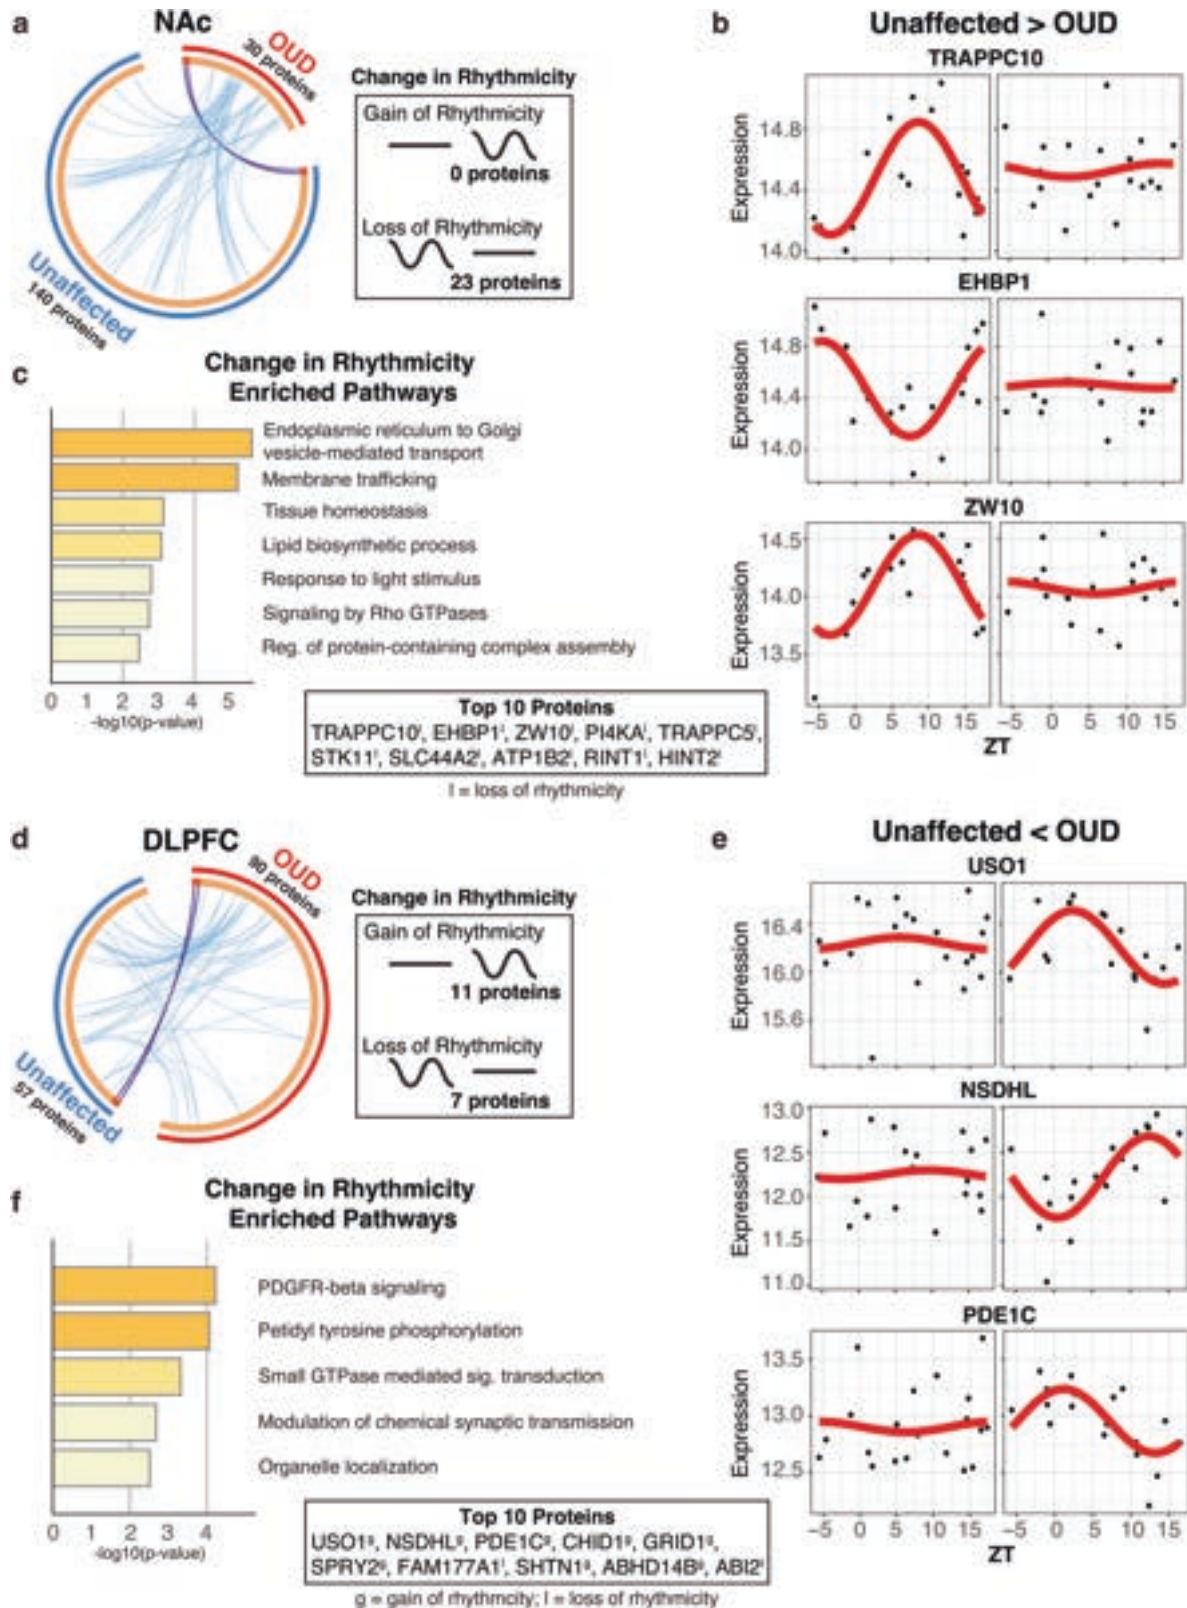 a
NAc
OUD
30 proteins
Unaffected
140 proteins
Change in Rhythmicity
Gain of Rhythmicity
0 proteins
Loss of Rhythmicity
23 proteins
b
Unaffected > OUD
TRAPPC10
Expression
14.8
14.4
14.0
EHBP1
Expression
14.8
14.4
14.0
ZW10
Expression
14.5
14.0
13.5
−5 0 5 10 15 −5 0 5 10 15
ZT
c
Change in Rhythmicity
Enriched Pathways
Endoplasmic reticulum to Golgi
vesicle-mediated transport
Membrane trafficking
Tissue homeostasis
Lipid biosynthetic process
Response to light stimulus
Signaling by Rho GTPases
Reg. of protein-containing complex assembly
0 1 2 3 4 5
-log10(p-value)
Top 10 Proteins
TRAPPC10ˡ, EHBP1ˡ, ZW10ˡ, PI4KAˡ, TRAPPC5ˡ,
STK11ˡ, SLC44A2ˡ, ATP1B2ˡ, RINT1ˡ, HINT2ˡ
l = loss of rhythmicity
d
DLPFC
OUD
90 proteins
Unaffected
57 proteins
Change in Rhythmicity
Gain of Rhythmicity
11 proteins
Loss of Rhythmicity
7 proteins
e
Unaffected < OUD
USO1
Expression
16.4
16.0
15.6
NSDHL
Expression
13.0
12.5
12.0
11.5
11.0
PDE1C
Expression
13.5
13.0
12.5
−5 0 5 10 15 −5 0 5 10 15
ZT
f
Change in Rhythmicity
Enriched Pathways
PDGFR-beta signaling
Petidyl tyrosine phosphorylation
Small GTPase mediated sig. transduction
Modulation of chemical synaptic transmission
Organelle localization
0 1 2 3 4
-log10(p-value)
Top 10 Proteins
USO1ᵍ, NSDHLᵍ, PDE1Cᵍ, CHID1ᵍ, GRID1ᵍ,
SPRY2ᵍ, FAM177A1ˡ, SHTN1ᵍ, ABHD14Bᵍ, ABI2ˡ
g = gain of rhythmcity; l = loss of rhythmicity